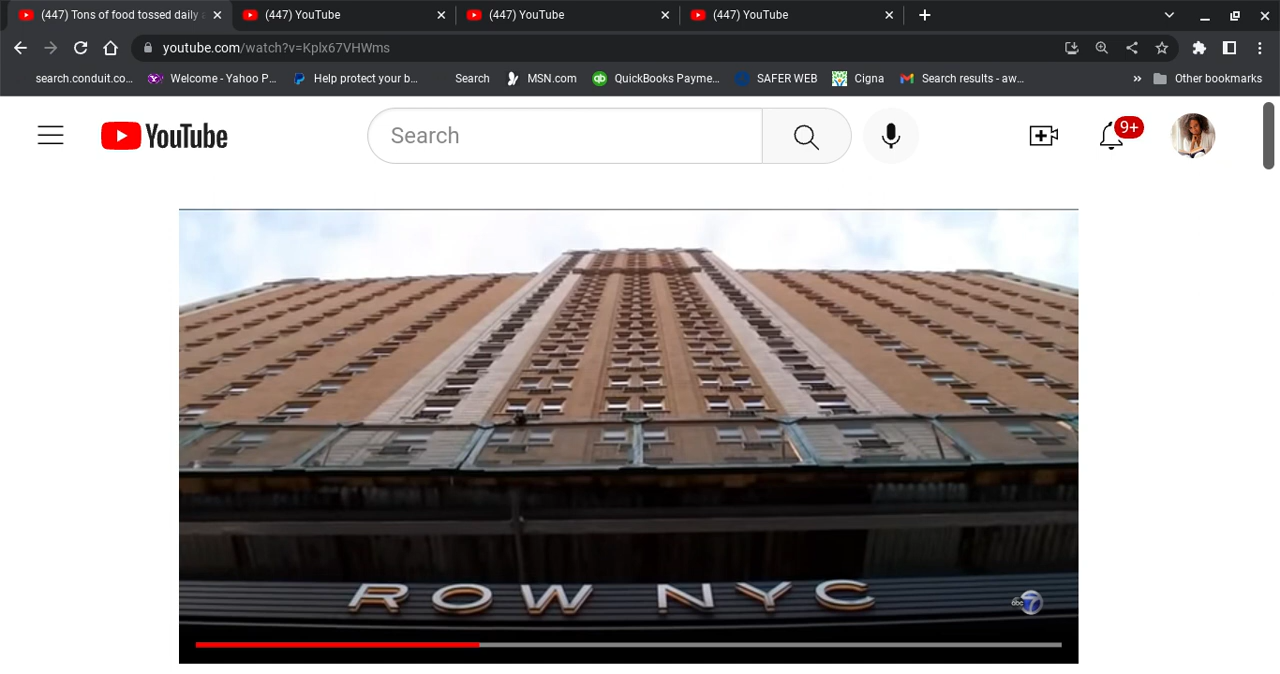 (447) Tons of food tossed daily
(447) YouTube
(447) YouTube
(447) YouTube
youtube.com/watch?v=Kplx67VHWms
search.conduit.co...
Welcome - Yahoo P...
Help protect your b...
Search
MSN.com
QuickBooks Payme...
SAFER WEB
Cigna
Search results - aw...
»
Other bookmarks
YouTube
Search
9+
ROW NYC
abc 7